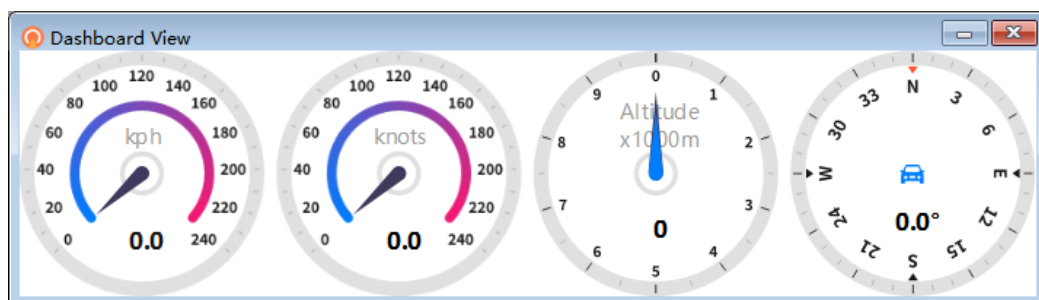 Dashboard View
0 20 40 60 80 100 120 140 160 180 200 220 240
kph
0.0
0 20 40 60 80 100 120 140 160 180 200 220 240
knots
0.0
0 1 2 3 4 5 6 7 8 9
Altitude
x1000m
0
N 3 6 E 12 15 S 21 24 W 30 33
0.0°